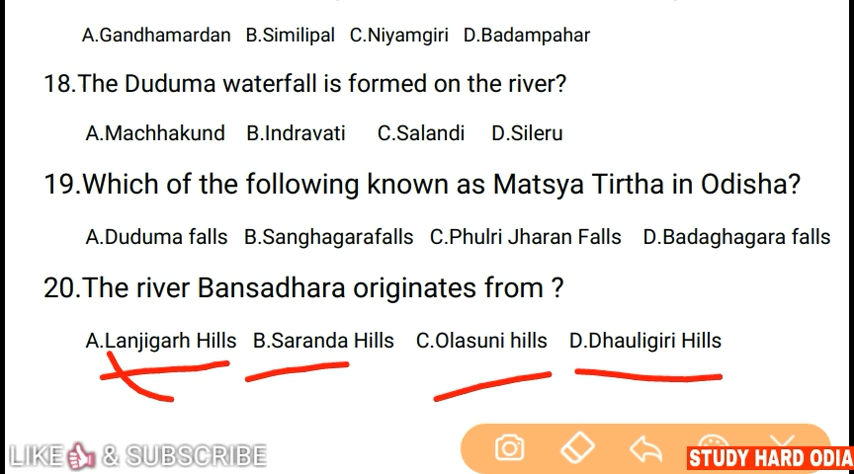 A.Gandhamardan B.Similipal C.Niyamgiri D.Badampahar
18.The Duduma waterfall is formed on the river?
A.Machhakund B.Indravati C.Salandi D.Sileru
19.Which of the following known as Matsya Tirtha in Odisha?
A.Duduma falls B.Sanghagarafalls C.Phulri Jharan Falls D.Badaghagara falls
20.The river Bansadhara originates from ?
A.Lanjigarh Hills B.Saranda Hills C.Olasuni hills D.Dhauligiri Hills
LIKE & SUBSCRIBE
STUDY HARD ODIA